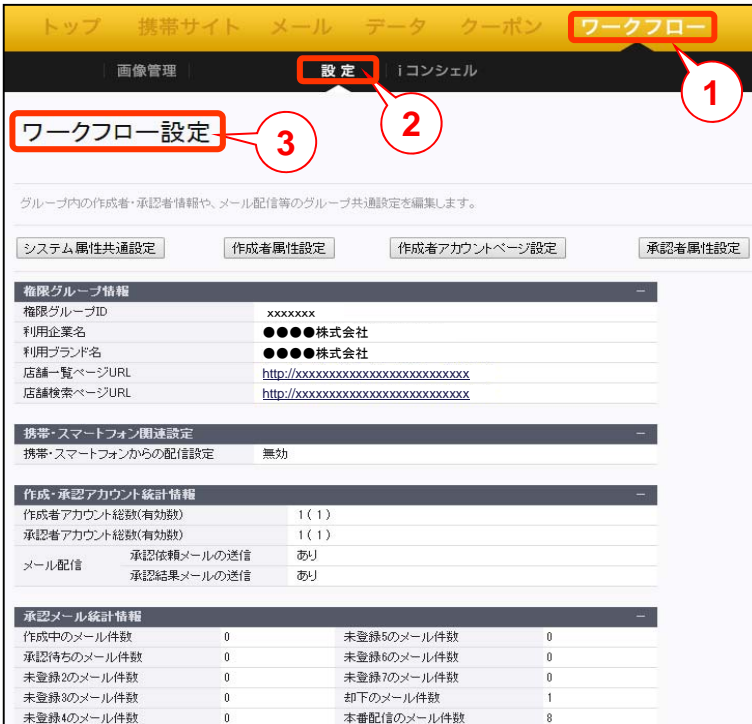 トップ 携帯サイト メール データ クーポン ワークフロー
画像管理 設定 iコンシェル
1
2
ワークフロー設定
3
グループ内の作成者・承認者情報や、メール配信等のグループ共通設定を編集します。
システム属性共通設定 作成者属性設定 作成者アカウントページ設定 承認者属性設定
権限グループ情報 －
権限グループID xxxxxxx
利用企業名 ●●●●株式会社
利用ブランド名 ●●●●株式会社
店舗一覧ページURL http://xxxxxxxxxxxxxxxxxxxxxxxxxx
店舗検索ページURL http://xxxxxxxxxxxxxxxxxxxxxxxxxx
携帯・スマートフォン関連設定 －
携帯・スマートフォンからの配信設定 無効
作成・承認アカウント統計情報 －
作成者アカウント総数(有効数) 1(1)
承認者アカウント総数(有効数) 1(1)
メール配信 承認依頼メールの送信 あり
承認結果メールの送信 あり
承認メール統計情報 －
作成中のメール件数 0 未登録5のメール件数 0
承認待ちのメール件数 0 未登録6のメール件数 0
未登録2のメール件数 0 未登録7のメール件数 0
未登録3のメール件数 0 却下のメール件数 1
未登録4のメール件数 0 本番配信のメール件数 8